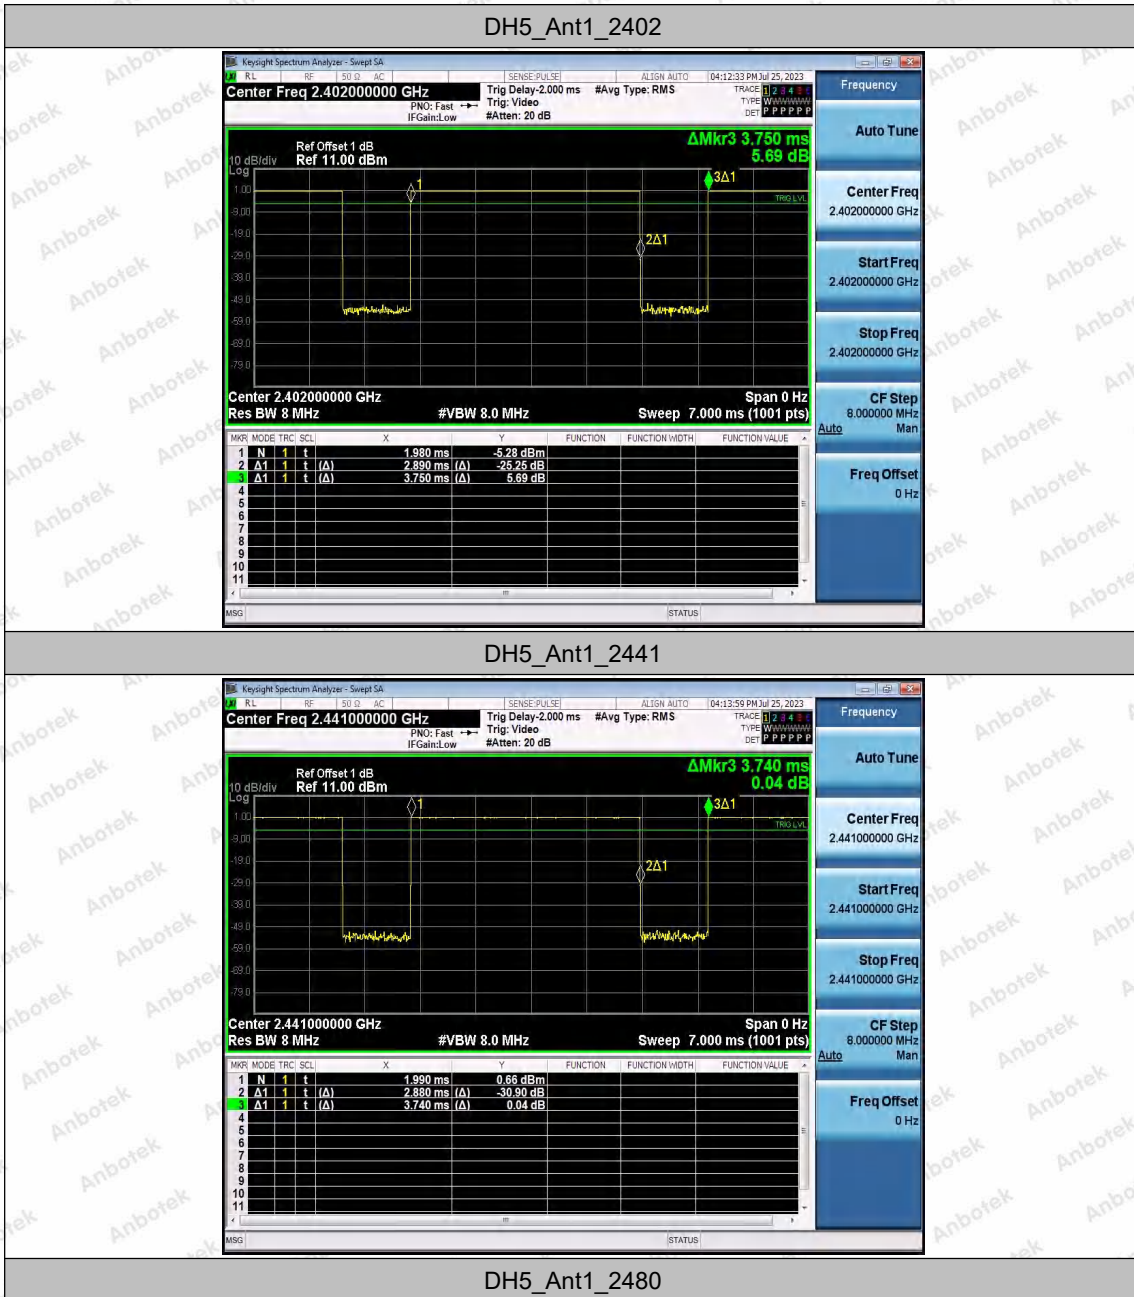 DH5_Ant1_2402
Keysight Spectrum Analyzer - Swept SA
RL RF 50 Ω AC SENSE:PULSE ALIGN AUTO 04:12:33 PM Jul 25, 2023
Center Freq 2.402000000 GHz
PNO: Fast
IFGain:Low
Trig Delay-2.000 ms
Trig: Video
#Atten: 20 dB
#Avg Type: RMS
TRACE 1 2 3 4 5 6
TYPE WWWWWW
DET P P P P P P
Frequency
Auto Tune
Center Freq
2.402000000 GHz
Start Freq
2.402000000 GHz
Stop Freq
2.402000000 GHz
CF Step
8.000000 MHz
Auto Man
Freq Offset
0 Hz
ΔMkr3 3.750 ms
5.69 dB
Ref Offset 1 dB
10 dB/div Ref 11.00 dBm
Log
1.00
-9.00
-19.0
-29.0
-39.0
-49.0
-59.0
-69.0
-79.0
1
2Δ1
3Δ1
TRIG LVL
Center 2.402000000 GHz Span 0 Hz
Res BW 8 MHz #VBW 8.0 MHz Sweep 7.000 ms (1001 pts)
MKR MODE TRC SCL X Y FUNCTION FUNCTION WIDTH FUNCTION VALUE
1 N 1 t 1.980 ms -5.28 dBm
2 Δ1 1 t (Δ) 2.890 ms (Δ) -25.25 dB
3 Δ1 1 t (Δ) 3.750 ms (Δ) 5.69 dB
4
5
6
7
8
9
10
11
MSG STATUS
DH5_Ant1_2441
Keysight Spectrum Analyzer - Swept SA
RL RF 50 Ω AC SENSE:PULSE ALIGN AUTO 04:13:59 PM Jul 25, 2023
Center Freq 2.441000000 GHz
PNO: Fast
IFGain:Low
Trig Delay-2.000 ms
Trig: Video
#Atten: 20 dB
#Avg Type: RMS
TRACE 1 2 3 4 5 6
TYPE WWWWWW
DET P P P P P P
Frequency
Auto Tune
Center Freq
2.441000000 GHz
Start Freq
2.441000000 GHz
Stop Freq
2.441000000 GHz
CF Step
8.000000 MHz
Auto Man
Freq Offset
0 Hz
ΔMkr3 3.740 ms
0.04 dB
Ref Offset 1 dB
10 dB/div Ref 11.00 dBm
Log
1.00
-9.00
-19.0
-29.0
-39.0
-49.0
-59.0
-69.0
-79.0
1
2Δ1
3Δ1
TRIG LVL
Center 2.441000000 GHz Span 0 Hz
Res BW 8 MHz #VBW 8.0 MHz Sweep 7.000 ms (1001 pts)
MKR MODE TRC SCL X Y FUNCTION FUNCTION WIDTH FUNCTION VALUE
1 N 1 t 1.990 ms 0.66 dBm
2 Δ1 1 t (Δ) 2.880 ms (Δ) -30.90 dB
3 Δ1 1 t (Δ) 3.740 ms (Δ) 0.04 dB
4
5
6
7
8
9
10
11
MSG STATUS
DH5_Ant1_2480
Anbotek